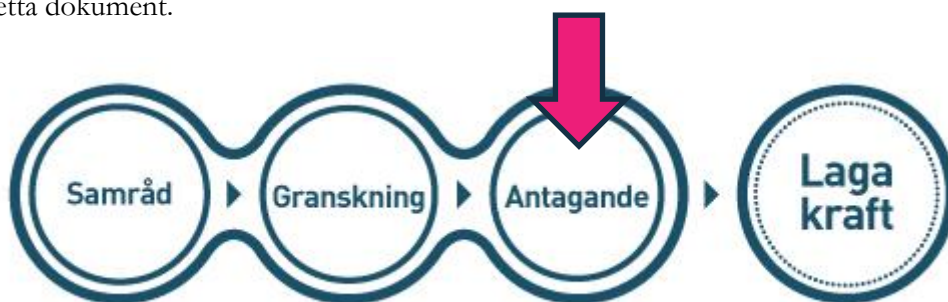 etta dokument.
Samråd
Granskning
Antagande
Laga
kraft